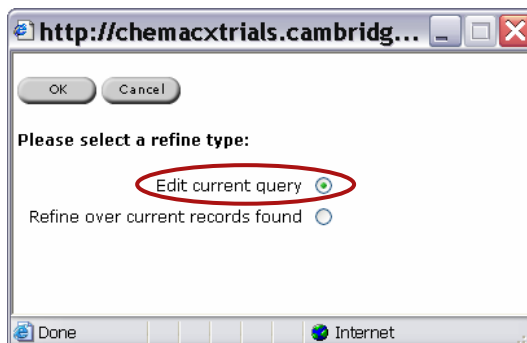 http://chemacxtrials.cambridg...
OK Cancel
Please select a refine type:
Edit current query
Refine over current records found
Done Internet